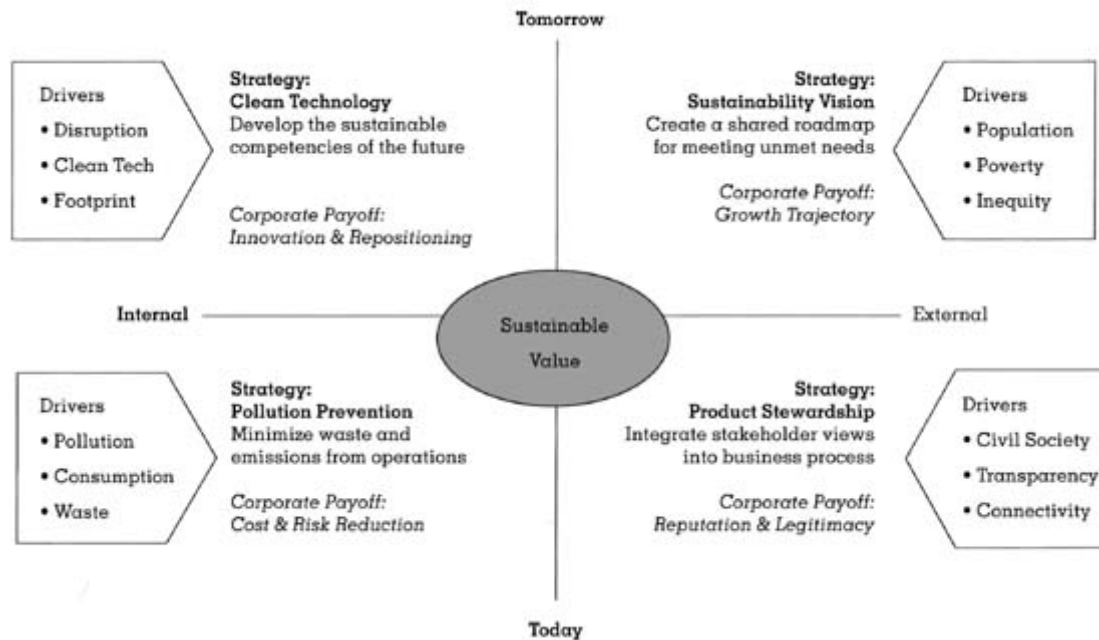 Tomorrow
Drivers
• Disruption
• Clean Tech
• Footprint
Strategy:
Clean Technology
Develop the sustainable
competencies of the future
Corporate Payoff:
Innovation & Repositioning
Strategy:
Sustainability Vision
Create a shared roadmap
for meeting unmet needs
Corporate Payoff:
Growth Trajectory
Drivers
• Population
• Poverty
• Inequity
Internal
Sustainable
Value
External
Drivers
• Pollution
• Consumption
• Waste
Strategy:
Pollution Prevention
Minimize waste and
emissions from operations
Corporate Payoff:
Cost & Risk Reduction
Strategy:
Product Stewardship
Integrate stakeholder views
into business process
Corporate Payoff:
Reputation & Legitimacy
Drivers
• Civil Society
• Transparency
• Connectivity
Today